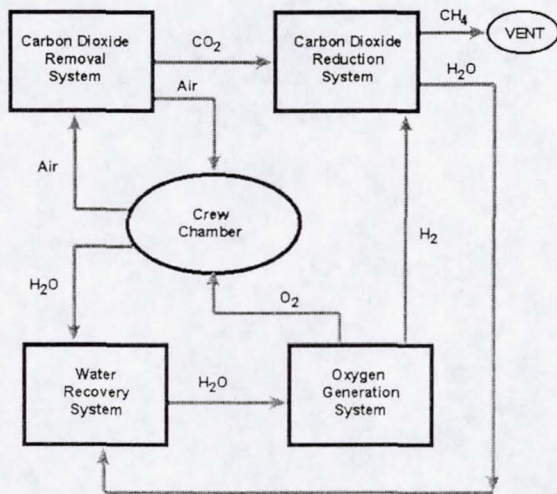 Carbon Dioxide
Removal
System
CO2
Air
Carbon Dioxide
Reduction
System
CH4
VENT
H2O
Air
Crew
Chamber
H2O
O2
H2
Water
Recovery
System
H2O
Oxygen
Generation
System